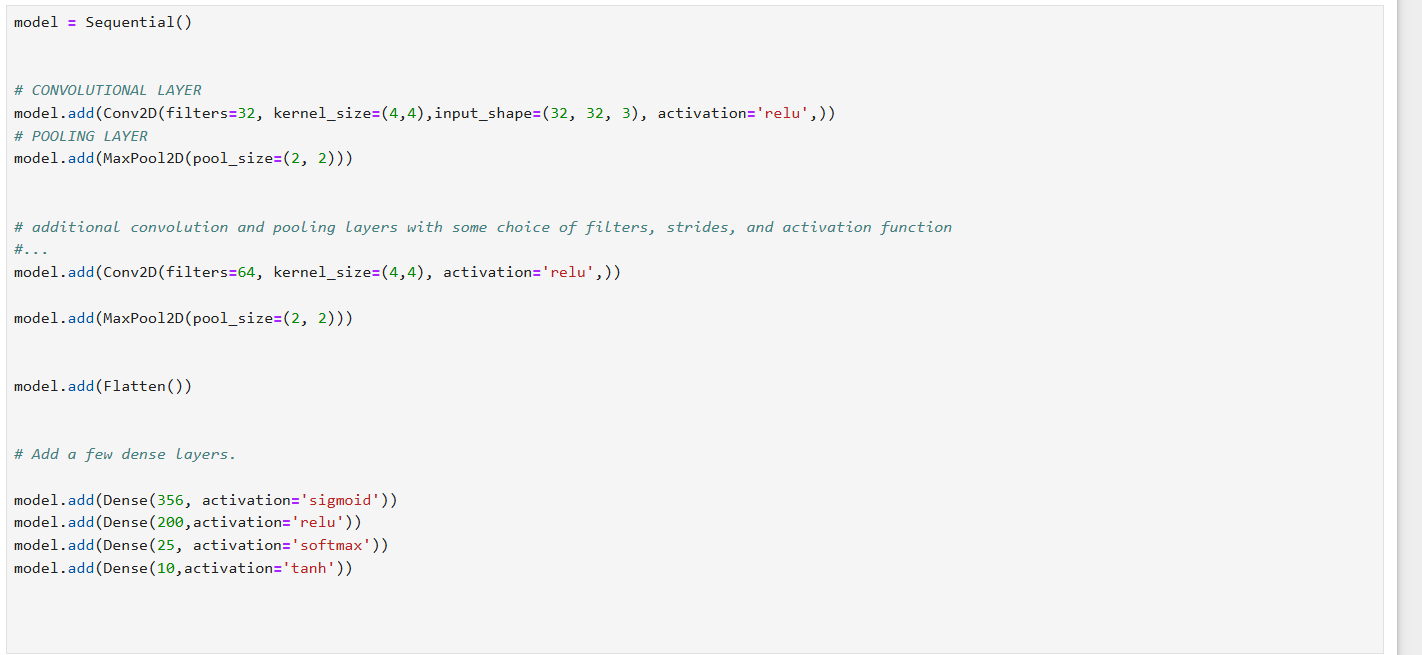 model = Sequential()
# CONVOLUTIONAL LAYER
model.add(Conv2D(filters=32, kernel_size=(4,4),input_shape=(32, 32, 3), activation='relu',))
# POOLING LAYER
model.add(MaxPool2D(pool_size=(2, 2)))
# additional convolution and pooling layers with some choice of filters, strides, and activation function
#...
model.add(Conv2D(filters=64, kernel_size=(4,4), activation='relu',))
model.add(MaxPool2D(pool_size=(2, 2)))
model.add(Flatten())
# Add a few dense layers.
model.add(Dense(356, activation='sigmoid'))
model.add(Dense(200,activation='relu'))
model.add(Dense(25, activation='softmax'))
model.add(Dense(10,activation='tanh'))